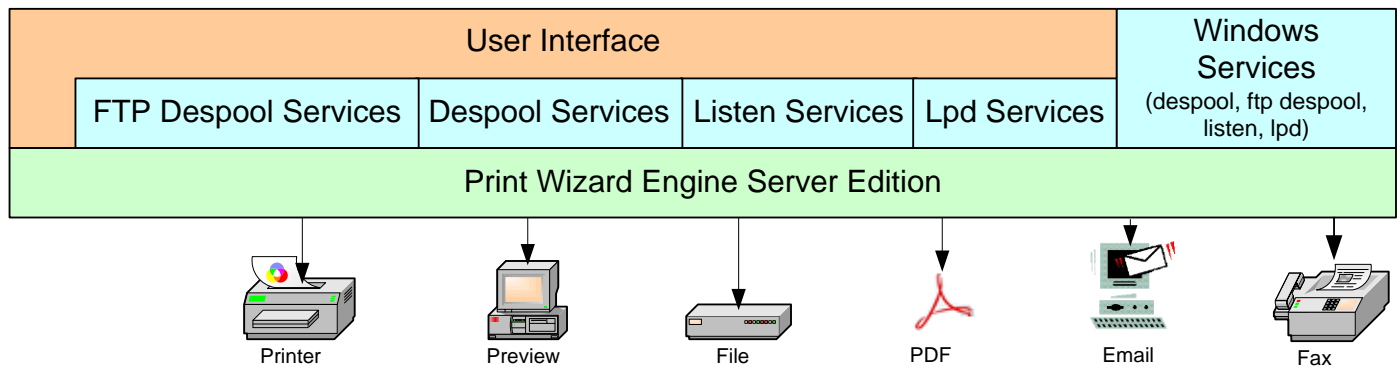 User Interface
Windows
Services
(despool, ftp despool,
listen, lpd)
FTP Despool Services
Despool Services
Listen Services
Lpd Services
Print Wizard Engine Server Edition
Printer
Preview
File
PDF
Email
Fax